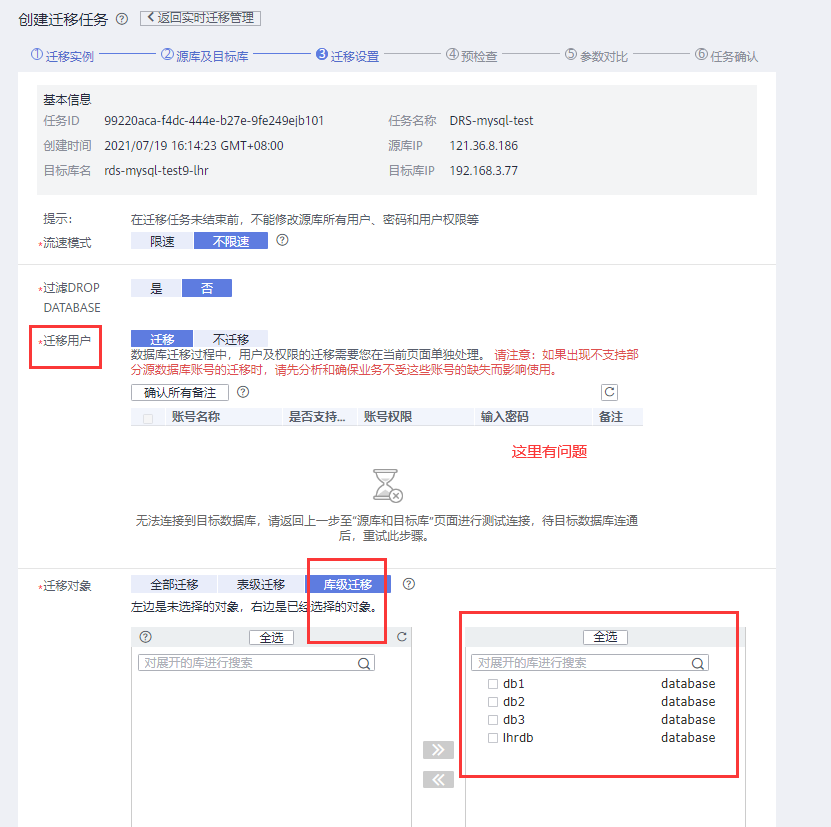 创建迁移任务 返回实时迁移管理
① 迁移实例 ② 源库及目标库 ③ 迁移设置 ④ 预检查 ⑤ 参数对比 ⑥ 任务确认
基本信息
任务ID 99220aca-f4dc-444e-b27e-9fe249ejb101 任务名称 DRS-mysql-test
创建时间 2021/07/19 16:14:23 GMT+08:00 源库IP 121.36.8.186
目标库名 rds-mysql-test9-lhr 目标库IP 192.168.3.77
提示: 在迁移任务未结束前，不能修改源库所有用户、密码和用户权限等
*流速模式 限速 不限速
*过滤DROP 是 否
DATABASE
*迁移用户 迁移 不迁移
数据库迁移过程中，用户及权限的迁移需要您在当前页面单独处理。 请注意：如果出现不支持部
分源数据库账号的迁移时，请先分析和确保业务不受这些账号的缺失而影响使用。
确认所有备注
账号名称 是否支持... 账号权限 输入密码 备注
这里有问题
无法连接到目标数据库，请返回上一步至“源库和目标库”页面进行测试连接，待目标数据库连通
后，重试此步骤。
*迁移对象 全部迁移 表级迁移 库级迁移
左边是未选择的对象，右边是已经选择的对象。
全选 全选
对展开的库进行搜索 对展开的库进行搜索
db1 database
db2 database
db3 database
lhrdb database